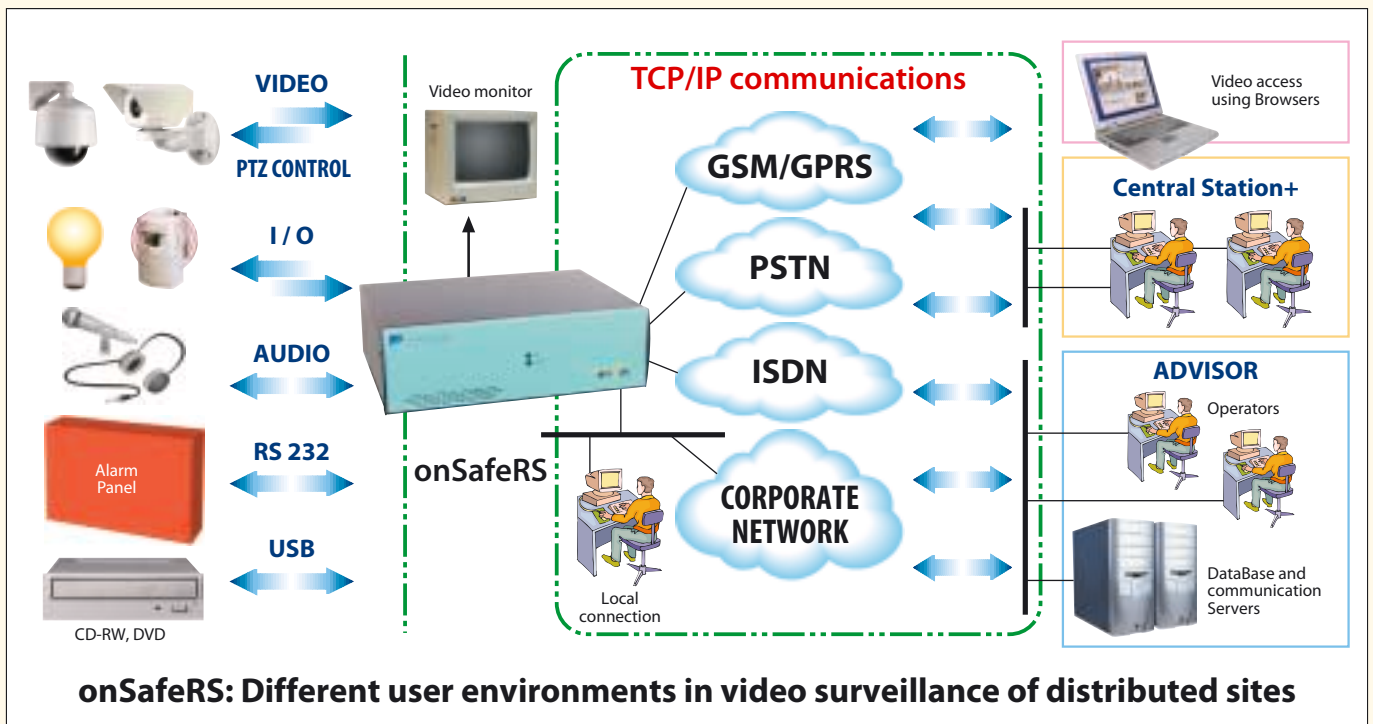 VIDEO
PTZ CONTROL
I / O
AUDIO
RS 232
USB
Alarm
Panel
CD-RW, DVD
Video monitor
onSafeRS
TCP/IP communications
GSM/GPRS
PSTN
ISDN
CORPORATE
NETWORK
Local
connection
Video access
using Browsers
Central Station+
ADVISOR
Operators
DataBase and
communication
Servers
onSafeRS: Different user environments in video surveillance of distributed sites